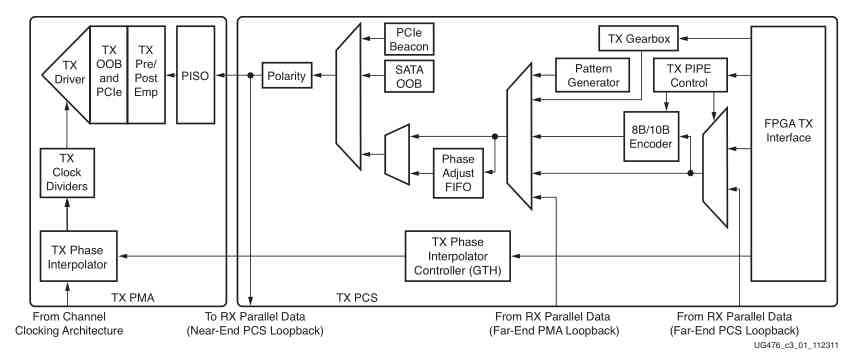 PCIe
Beacon
TX Gearbox
TX
Driver
TX
OOB
and
PCIe
TX
Pre/
Post
Emp
PISO
Polarity
SATA
OOB
Pattern
Generator
TX PIPE
Control
FPGA TX
Interface
8B/10B
Encoder
TX
Clock
Dividers
Phase
Adjust
FIFO
TX Phase
Interpolator
TX Phase
Interpolator
Controller (GTH)
TX PMA
TX PCS
From Channel
Clocking Architecture
To RX Parallel Data
(Near-End PCS Loopback)
From RX Parallel Data
(Far-End PMA Loopback)
From RX Parallel Data
(Far-End PCS Loopback)
UG476_c3_01_112311